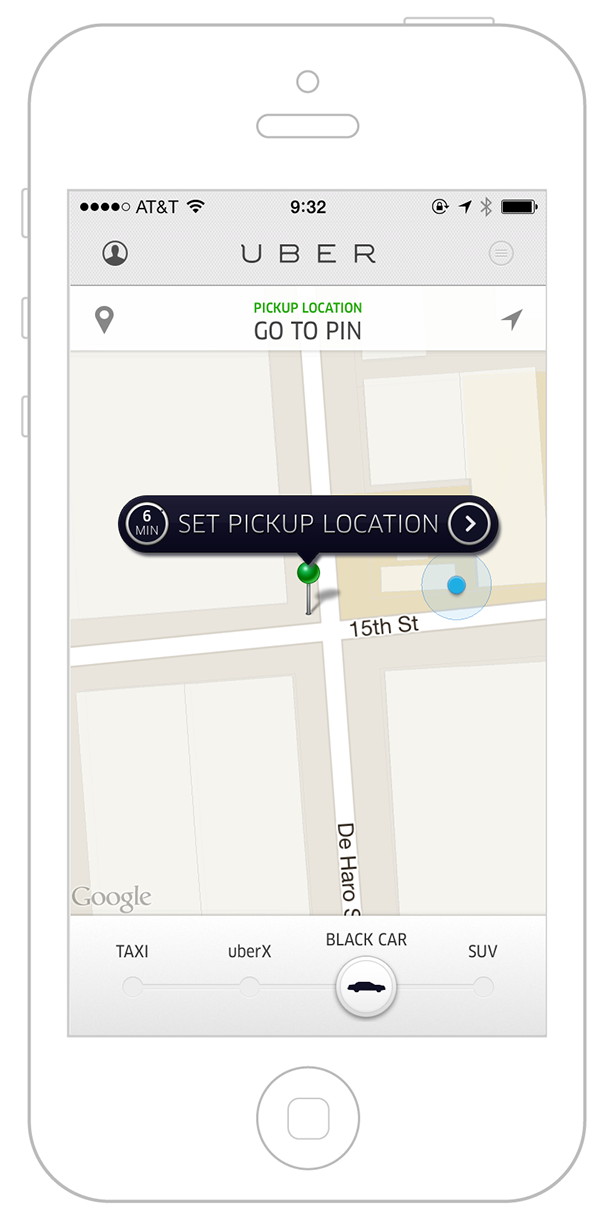 AT&T 9:32
UBER
PICKUP LOCATION
GO TO PIN
6
MIN
SET PICKUP LOCATION
15th St
De Haro S
Google
TAXI uberX BLACK CAR SUV